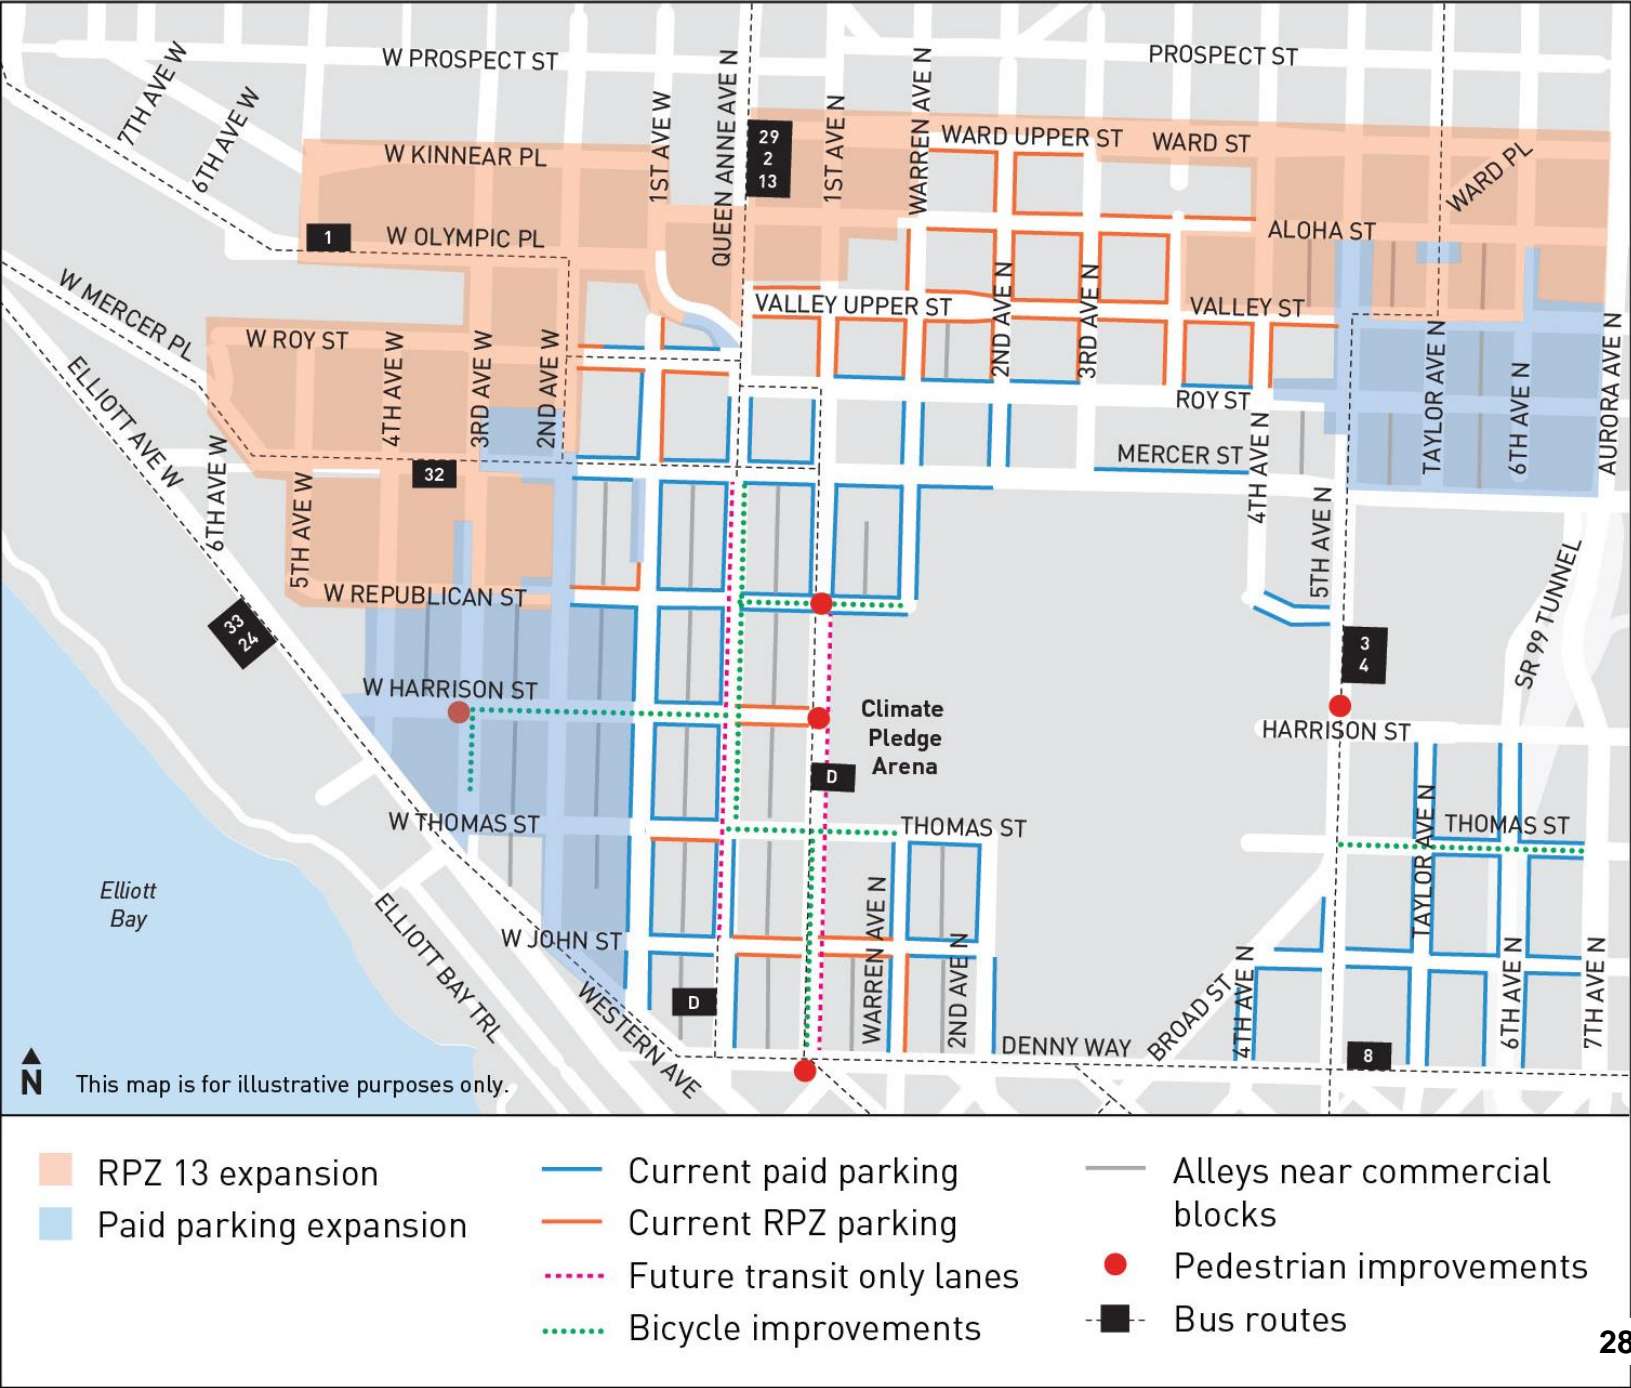 W PROSPECT ST
PROSPECT ST
7TH AVE W
6TH AVE W
1ST AVE W
QUEEN ANNE AVE N
29
2
13
1ST AVE N
WARREN AVE N
WARD UPPER ST
WARD ST
WARD PL
W KINNEAR PL
1
W OLYMPIC PL
ALOHA ST
W MERCER PL
VALLEY UPPER ST
2ND AVE N
3RD AVE N
VALLEY ST
W ROY ST
4TH AVE W
3RD AVE W
2ND AVE W
TAYLOR AVE N
6TH AVE N
AURORA AVE N
ELLIOTT AVE W
ROY ST
MERCER ST
4TH AVE N
6TH AVE W
5TH AVE W
32
5TH AVE N
SR 99 TUNNEL
W REPUBLICAN ST
33
24
3
4
W HARRISON ST
Climate
Pledge
Arena
HARRISON ST
D
W THOMAS ST
THOMAS ST
THOMAS ST
TAYLOR AVE N
Elliott
Bay
ELLIOTT BAY TRL
W JOHN ST
WARREN AVE N
2ND AVE N
BROAD ST
4TH AVE N
6TH AVE N
7TH AVE N
D
WESTERN AVE
DENNY WAY
8
N
This map is for illustrative purposes only.
RPZ 13 expansion
Paid parking expansion
Current paid parking
Current RPZ parking
Future transit only lanes
Bicycle improvements
Alleys near commercial
blocks
Pedestrian improvements
Bus routes
28